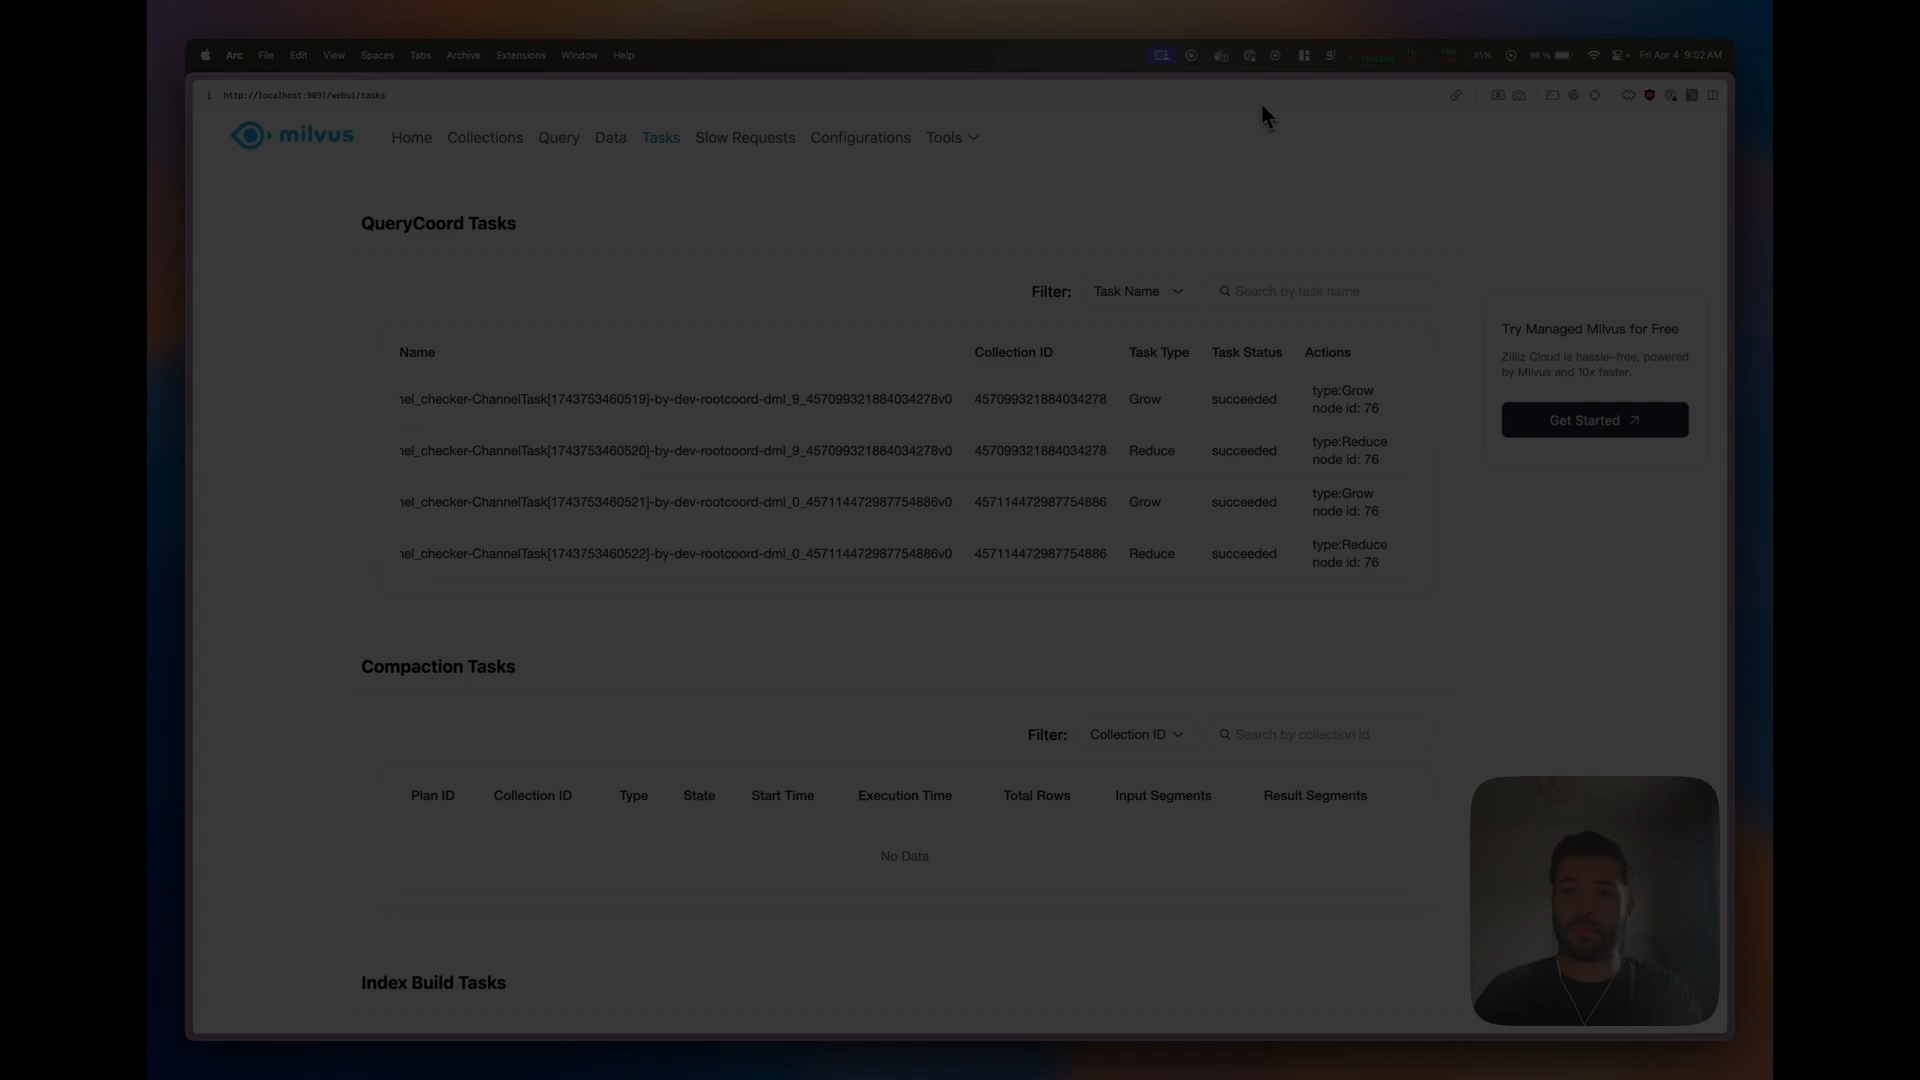 Arc File Edit View Spaces Tabs Archive Extensions Window Help 31% 96 % Fri Apr 4 9:02 AM
http://localhost:9091/webui/tasks
milvus Home Collections Query Data Tasks Slow Requests Configurations Tools
QueryCoord Tasks
Filter: Task Name Search by task name
Name Collection ID Task Type Task Status Actions
nel_checker-ChannelTask[1743753460519]-by-dev-rootcoord-dml_9_457099321884034278v0 457099321884034278 Grow succeeded type:Grow
node id: 76
nel_checker-ChannelTask[1743753460520]-by-dev-rootcoord-dml_9_457099321884034278v0 457099321884034278 Reduce succeeded type:Reduce
node id: 76
nel_checker-ChannelTask[1743753460521]-by-dev-rootcoord-dml_0_457114472987754886v0 457114472987754886 Grow succeeded type:Grow
node id: 76
nel_checker-ChannelTask[1743753460522]-by-dev-rootcoord-dml_0_457114472987754886v0 457114472987754886 Reduce succeeded type:Reduce
node id: 76
Try Managed Milvus for Free
Zilliz Cloud is hassle-free, powered
by Milvus and 10x faster.
Get Started
Compaction Tasks
Filter: Collection ID Search by collection id
Plan ID Collection ID Type State Start Time Execution Time Total Rows Input Segments Result Segments
No Data
Index Build Tasks